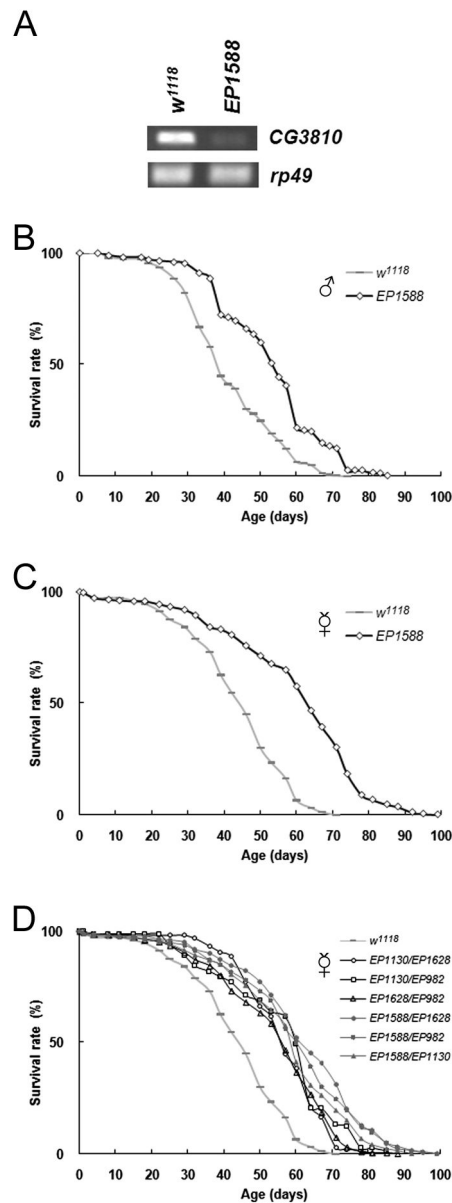 A
w1118
EP1588
CG3810
rp49
B
100
50
0
Survival rate (%)
♂
w1118
EP1588
0 10 20 30 40 50 60 70 80 90 100
Age (days)
C
100
50
0
Survival rate (%)
☿
w1118
EP1588
0 10 20 30 40 50 60 70 80 90 100
Age (days)
D
100
50
0
Survival rate (%)
☿
w1118
EP1130/EP1628
EP1130/EP982
EP1628/EP982
EP1588/EP1628
EP1588/EP982
EP1588/EP1130
0 10 20 30 40 50 60 70 80 90 100
Age (days)